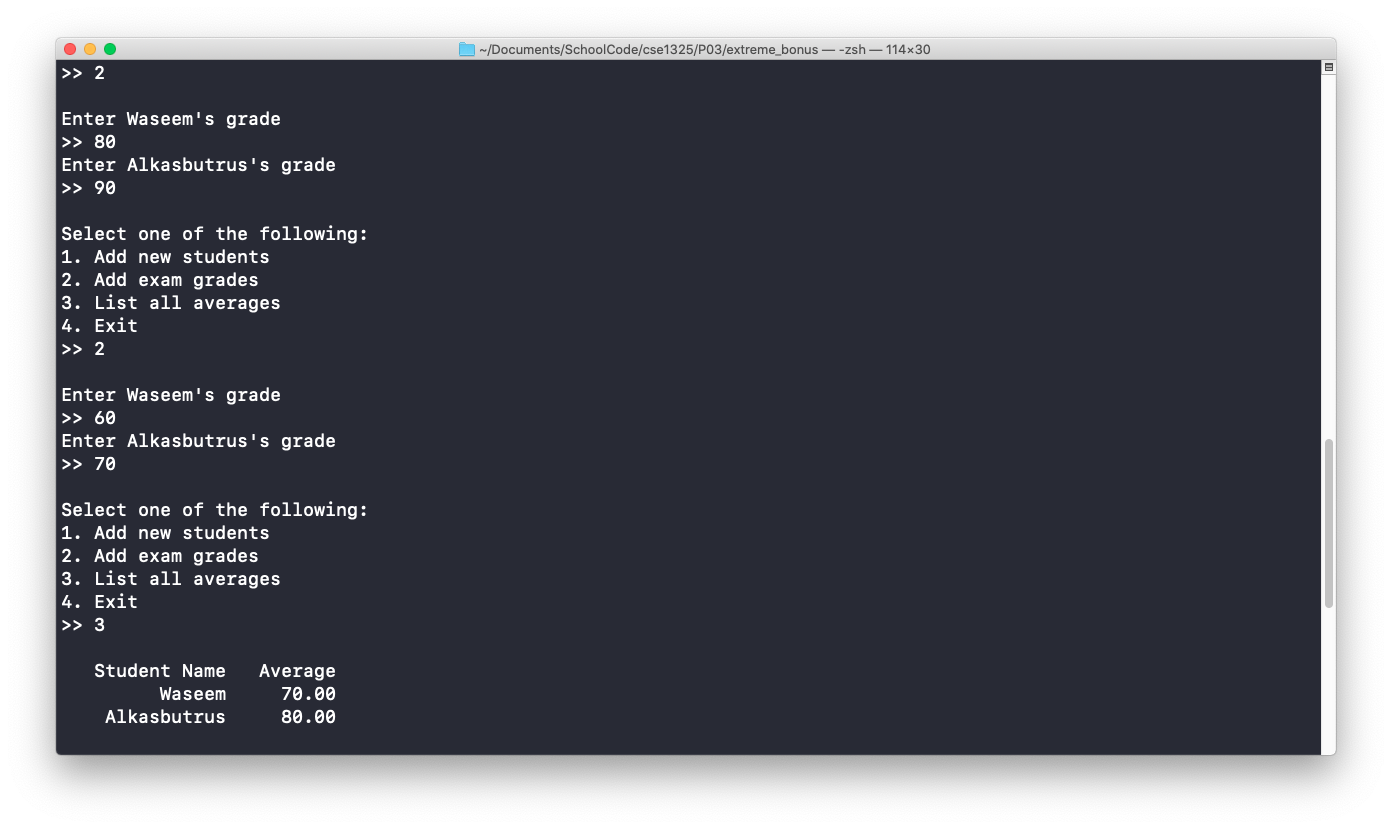 ~/Documents/SchoolCode/cse1325/P03/extreme_bonus — -zsh — 114×30
>> 2
Enter Waseem's grade
>> 80
Enter Alkasbutrus's grade
>> 90
Select one of the following:
1. Add new students
2. Add exam grades
3. List all averages
4. Exit
>> 2
Enter Waseem's grade
>> 60
Enter Alkasbutrus's grade
>> 70
Select one of the following:
1. Add new students
2. Add exam grades
3. List all averages
4. Exit
>> 3
Student Name   Average
Waseem     70.00
Alkasbutrus     80.00